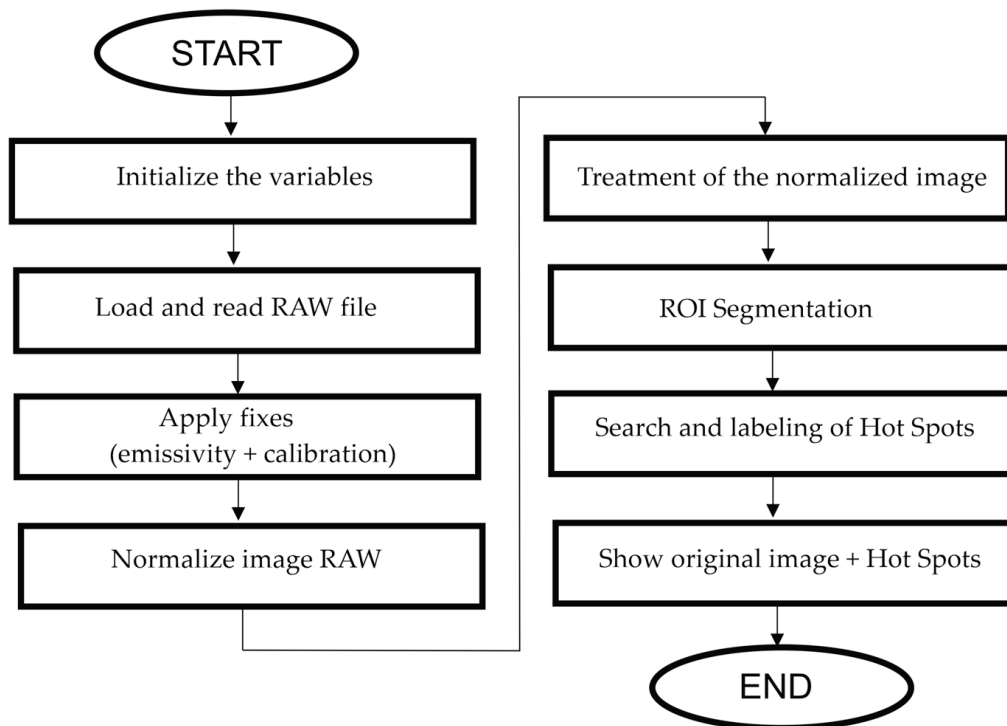 START
Initialize the variables
Load and read RAW file
Apply fixes
(emissivity + calibration)
Normalize image RAW
Treatment of the normalized image
ROI Segmentation
Search and labeling of Hot Spots
Show original image + Hot Spots
END